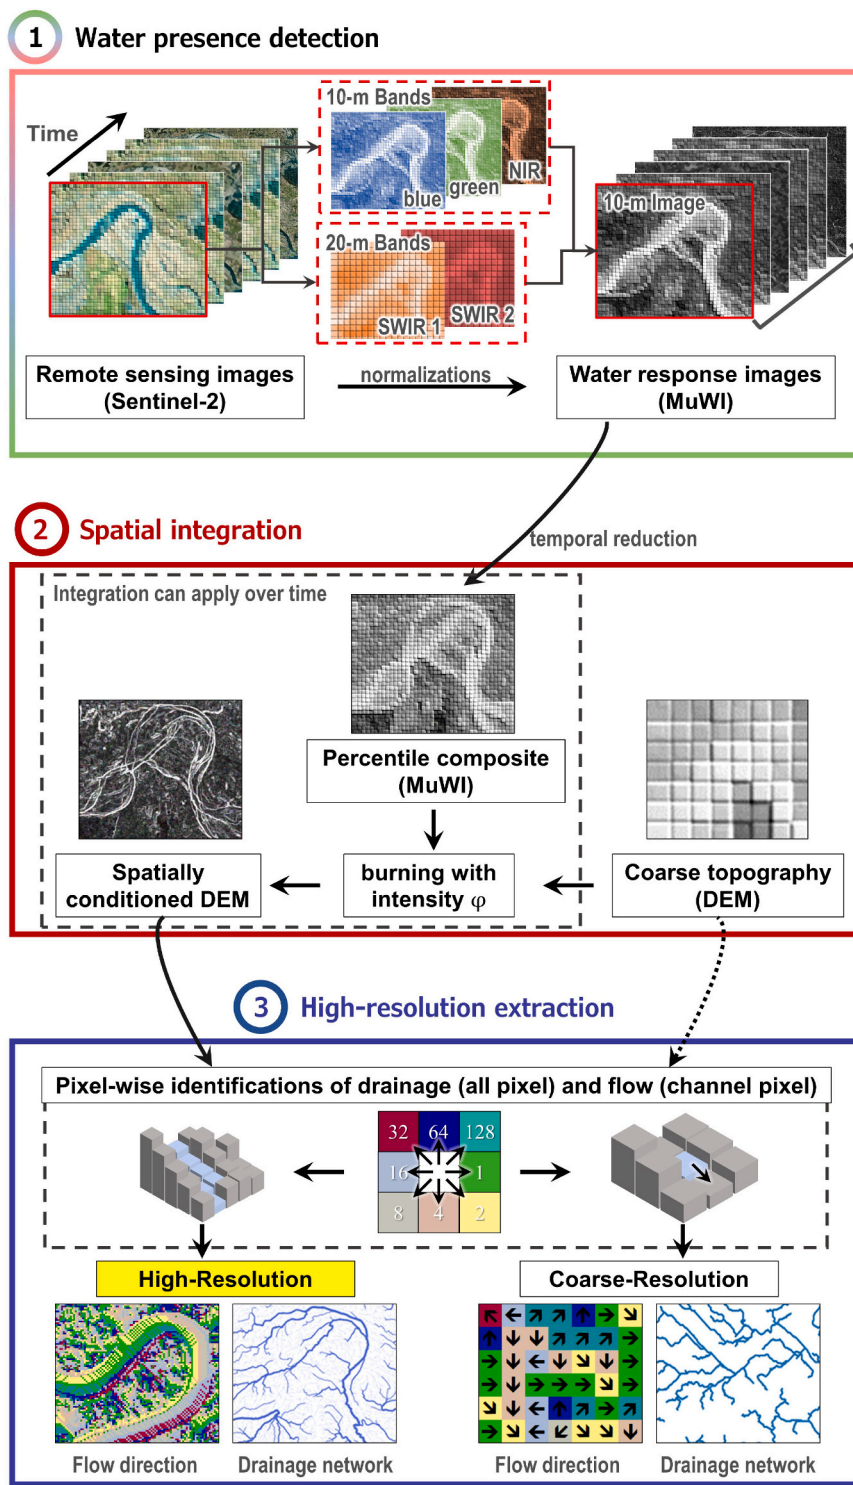 1 Water presence detection
Time
10-m Bands
blue
green
NIR
20-m Bands
SWIR 1
SWIR 2
10-m Image
Remote sensing images
(Sentinel-2)
normalizations
Water response images
(MuWI)
2 Spatial integration
temporal reduction
Integration can apply over time
Percentile composite
(MuWI)
Spatially
conditioned DEM
burning with
intensity φ
Coarse topography
(DEM)
3 High-resolution extraction
Pixel-wise identifications of drainage (all pixel) and flow (channel pixel)
32 64 128
16 1
8 4 2
High-Resolution
Coarse-Resolution
Flow direction
Drainage network
Flow direction
Drainage network